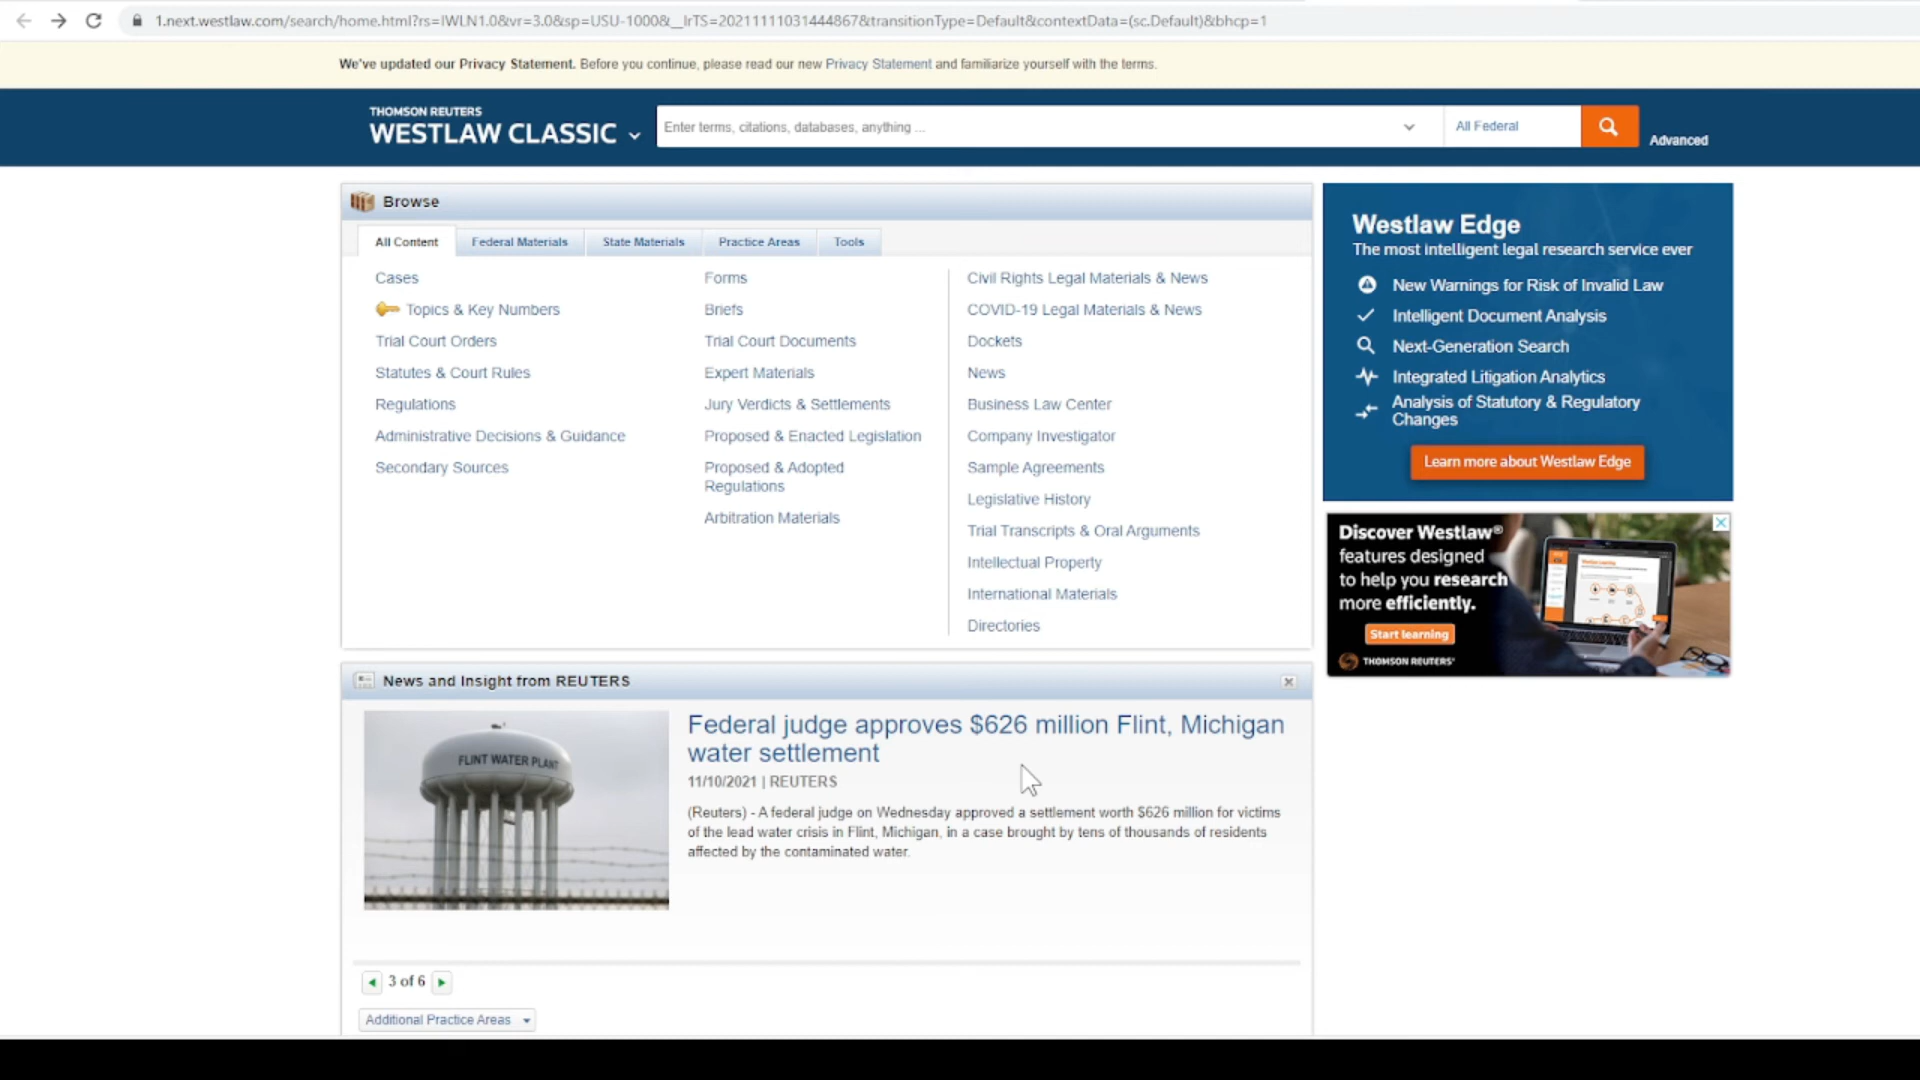 1.next.westlaw.com/search/home.html?rs=IWLN1.0&vr=3.0&sp=USU-1000&__lrTS=20211111031444867&transitionType=Default&contextData=(sc.Default)&bhcp=1
We've updated our Privacy Statement. Before you continue, please read our new Privacy Statement and familiarize yourself with the terms.
THOMSON REUTERS
WESTLAW CLASSIC
Enter terms, citations, databases, anything ...
All Federal
Advanced
Browse
All Content
Federal Materials
State Materials
Practice Areas
Tools
Cases
Topics & Key Numbers
Trial Court Orders
Statutes & Court Rules
Regulations
Administrative Decisions & Guidance
Secondary Sources
Forms
Briefs
Trial Court Documents
Expert Materials
Jury Verdicts & Settlements
Proposed & Enacted Legislation
Proposed & Adopted
Regulations
Arbitration Materials
Civil Rights Legal Materials & News
COVID-19 Legal Materials & News
Dockets
News
Business Law Center
Company Investigator
Sample Agreements
Legislative History
Trial Transcripts & Oral Arguments
Intellectual Property
International Materials
Directories
Westlaw Edge
The most intelligent legal research service ever
New Warnings for Risk of Invalid Law
Intelligent Document Analysis
Next-Generation Search
Integrated Litigation Analytics
Analysis of Statutory & Regulatory
Changes
Learn more about Westlaw Edge
Discover Westlaw®
features designed
to help you research
more efficiently.
Start learning
THOMSON REUTERS®
News and Insight from REUTERS
FLINT WATER PLANT
Federal judge approves $626 million Flint, Michigan
water settlement
11/10/2021 | REUTERS
(Reuters) - A federal judge on Wednesday approved a settlement worth $626 million for victims
of the lead water crisis in Flint, Michigan, in a case brought by tens of thousands of residents
affected by the contaminated water.
3 of 6
Additional Practice Areas